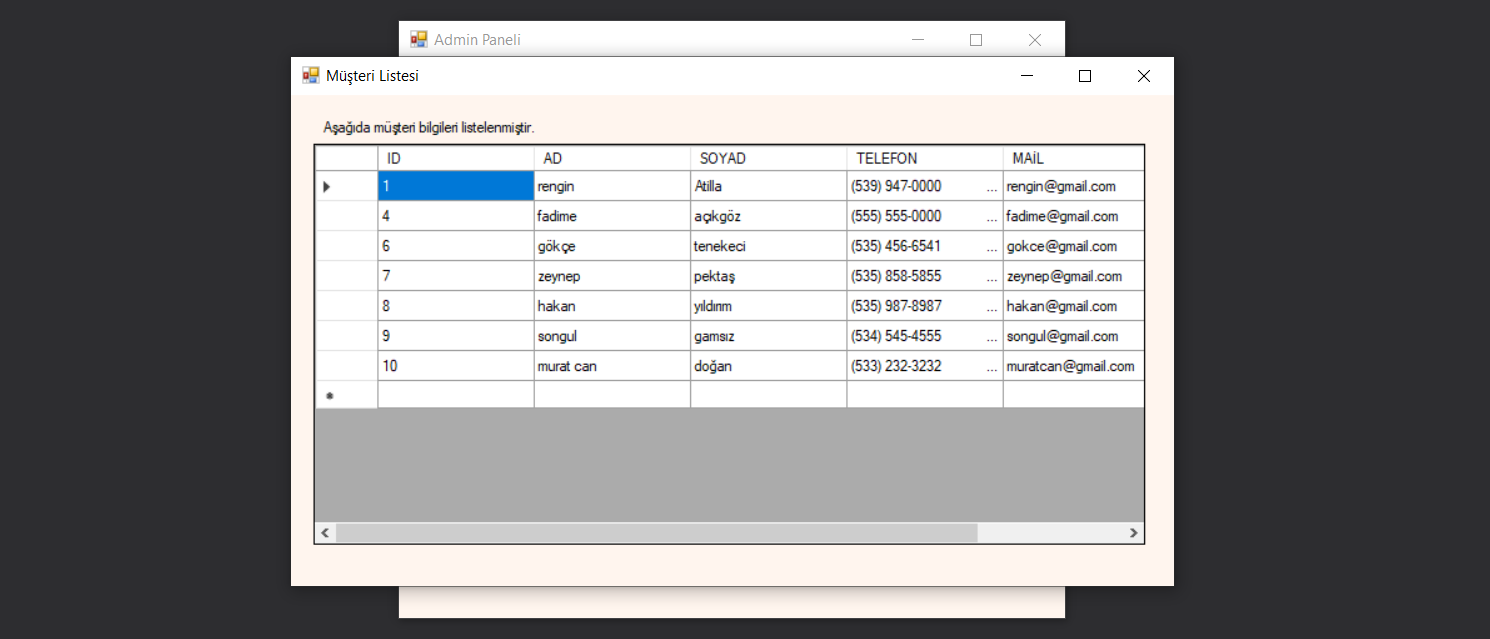 Admin Paneli
Müşteri Listesi
Aşağıda müşteri bilgileri listelenmiştir.
ID AD SOYAD TELEFON MAİL
1 rengin Atilla (539) 947-0000 ... rengin@gmail.com
4 fadime açıkgöz (555) 555-0000 ... fadime@gmail.com
6 gökçe tenekeci (535) 456-6541 ... gokce@gmail.com
7 zeynep pektaş (535) 858-5855 ... zeynep@gmail.com
8 hakan yıldırım (535) 987-8987 ... hakan@gmail.com
9 songul gamsız (534) 545-4555 ... songul@gmail.com
10 murat can doğan (533) 232-3232 ... muratcan@gmail.com